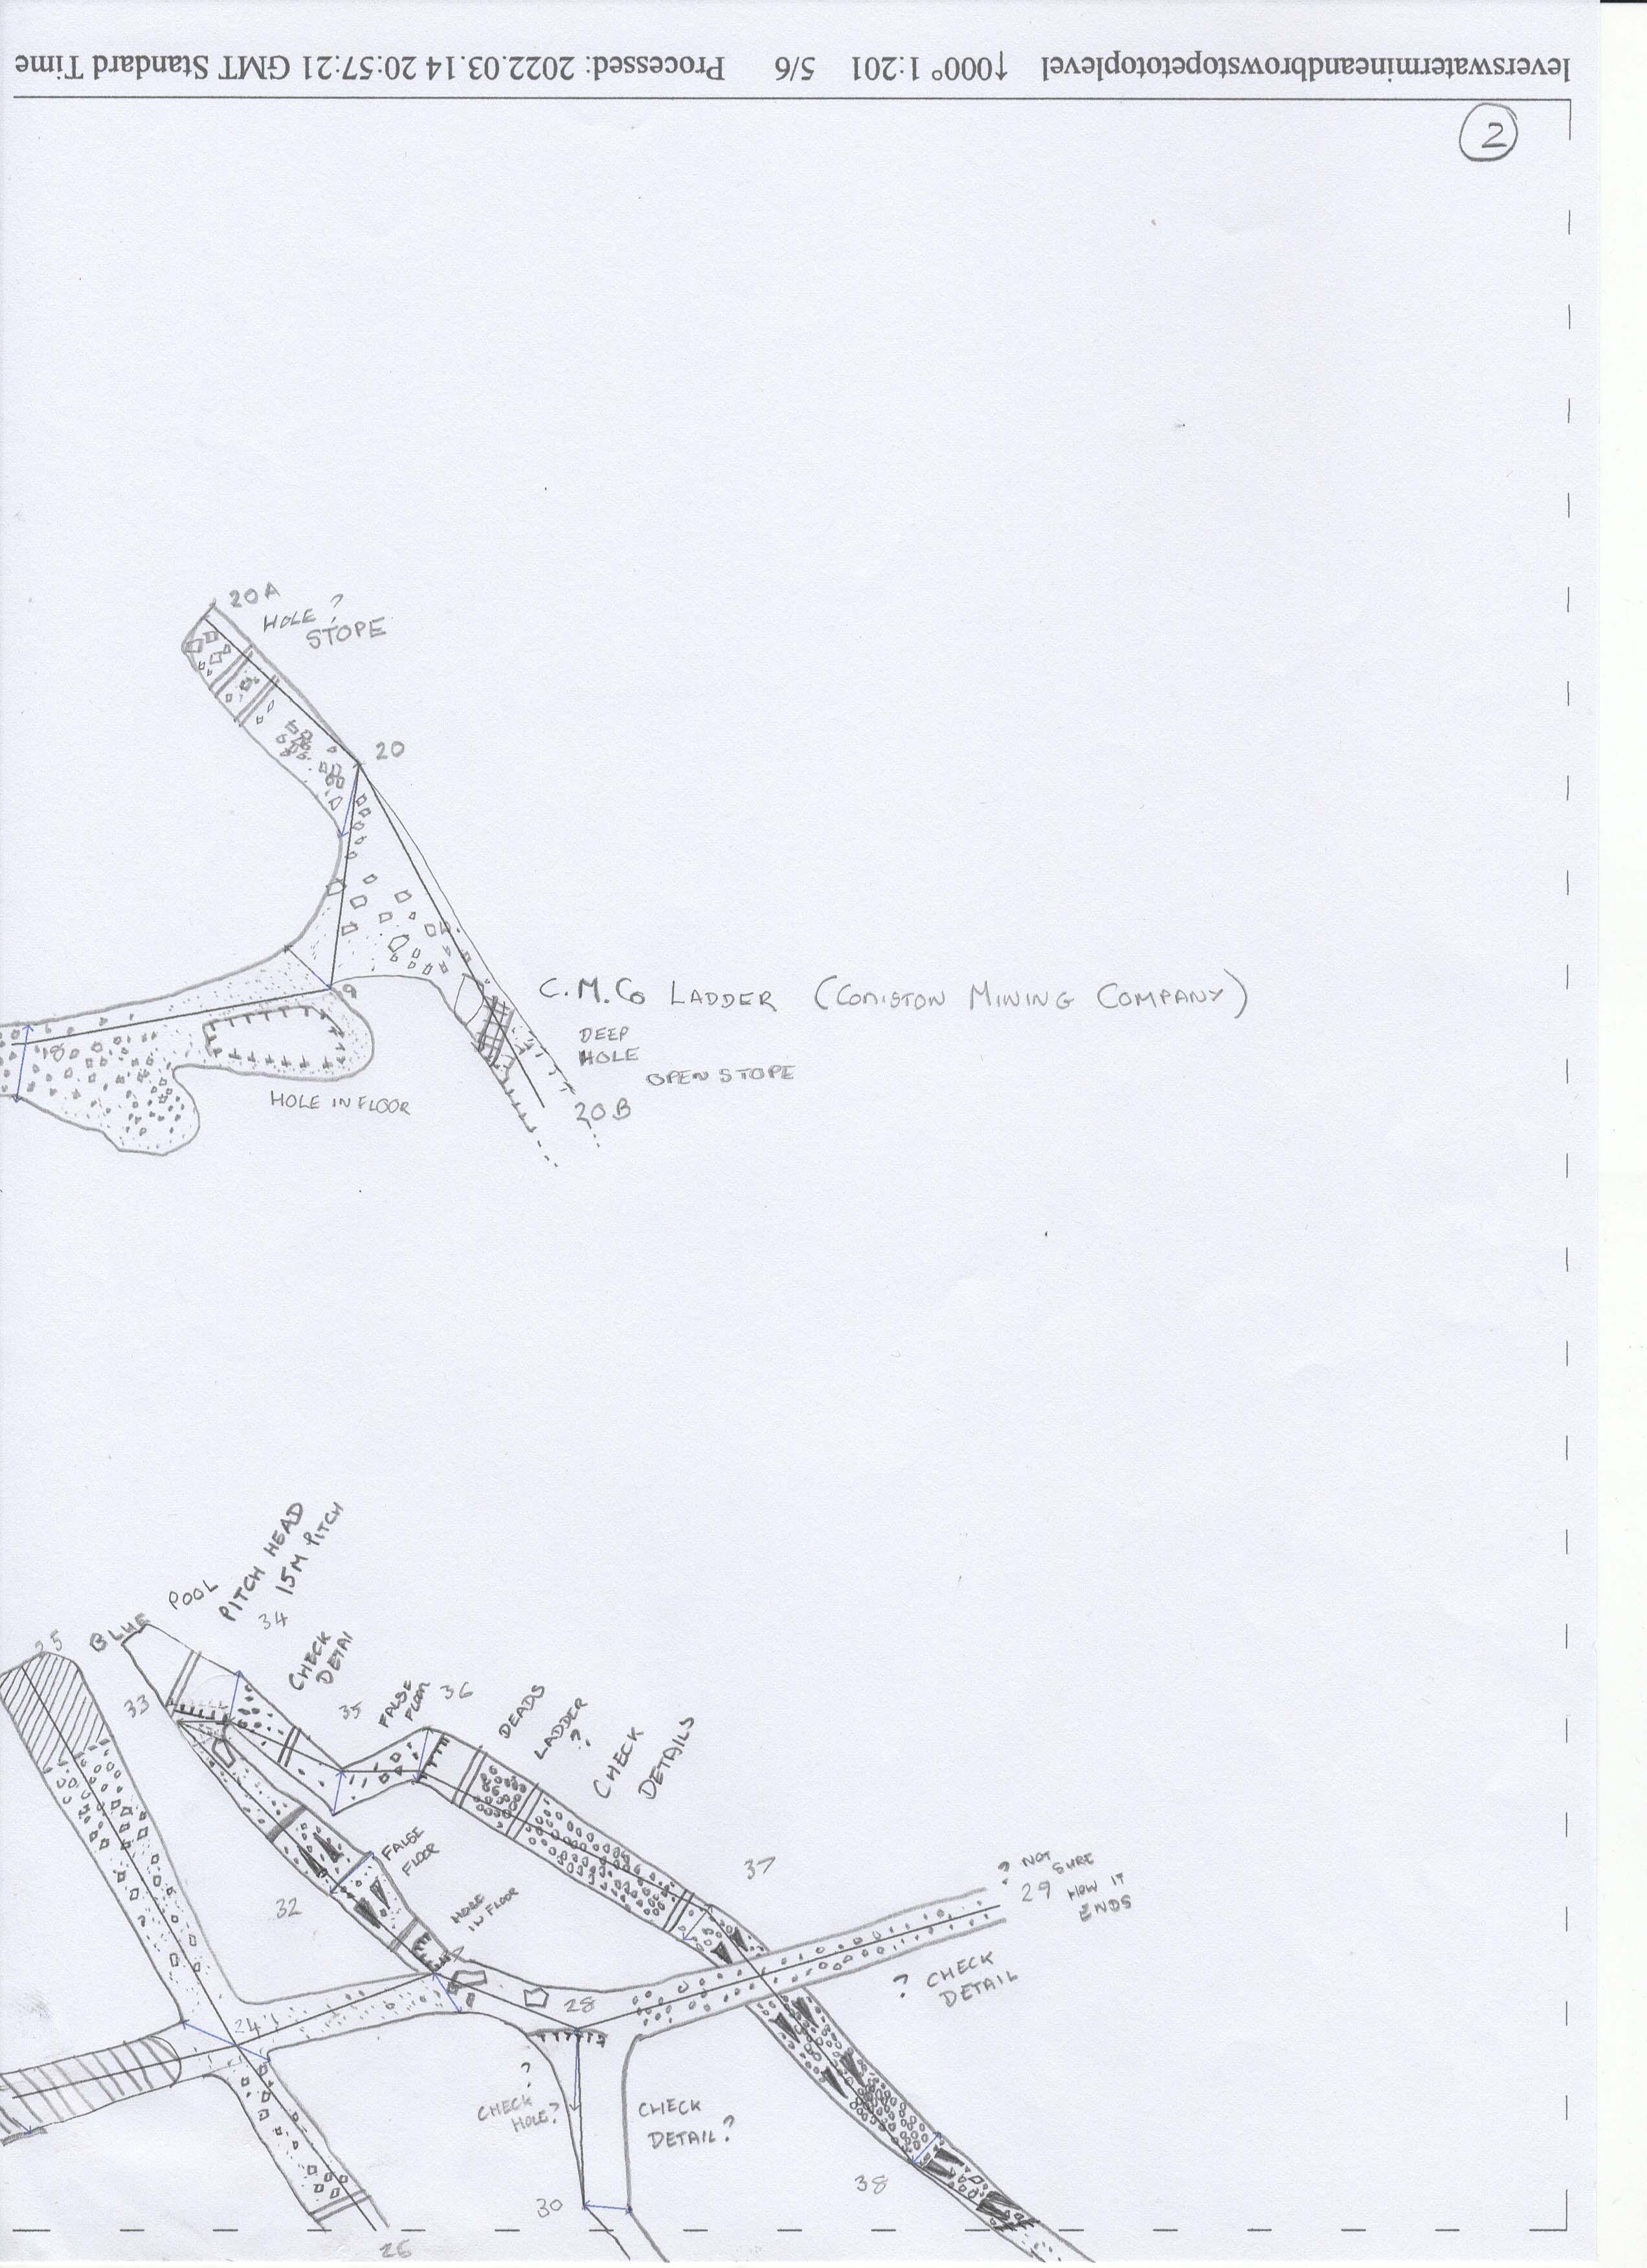 leverswatermineandbrowstopetotoplevel ↑000° 1:201 5/6 Processed: 2022.03.14 20:57:21 GMT Standard Time
2
20A
HOLE ?
STOPE
20
9
18
C.M.Co LADDER (CONISTON MINING COMPANY)
DEEP
HOLE
OPEN STOPE
20B
HOLE IN FLOOR
PITCH HEAD
15M PITCH
34
BLUE POOL
25
33
CHECK
DETAI
35
FALSE
FLOOR
36
DEADS
LADDER
?
CHECK
DETAILS
FALSE
FLOOR
32
HOLE
IN FLOOR
37
? NOT
SURE
29 HOW IT
ENDS
? CHECK
DETAIL
28
24
?
CHECK
HOLE?
CHECK
DETAIL?
38
30
26